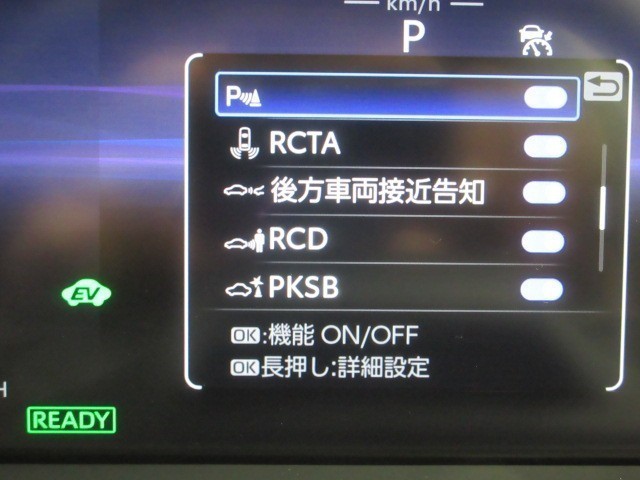 km/h
P
P
RCTA
後方車両接近告知
RCD
PKSB
OK:機能 ON/OFF
OK長押し:詳細設定
EV
H
READY